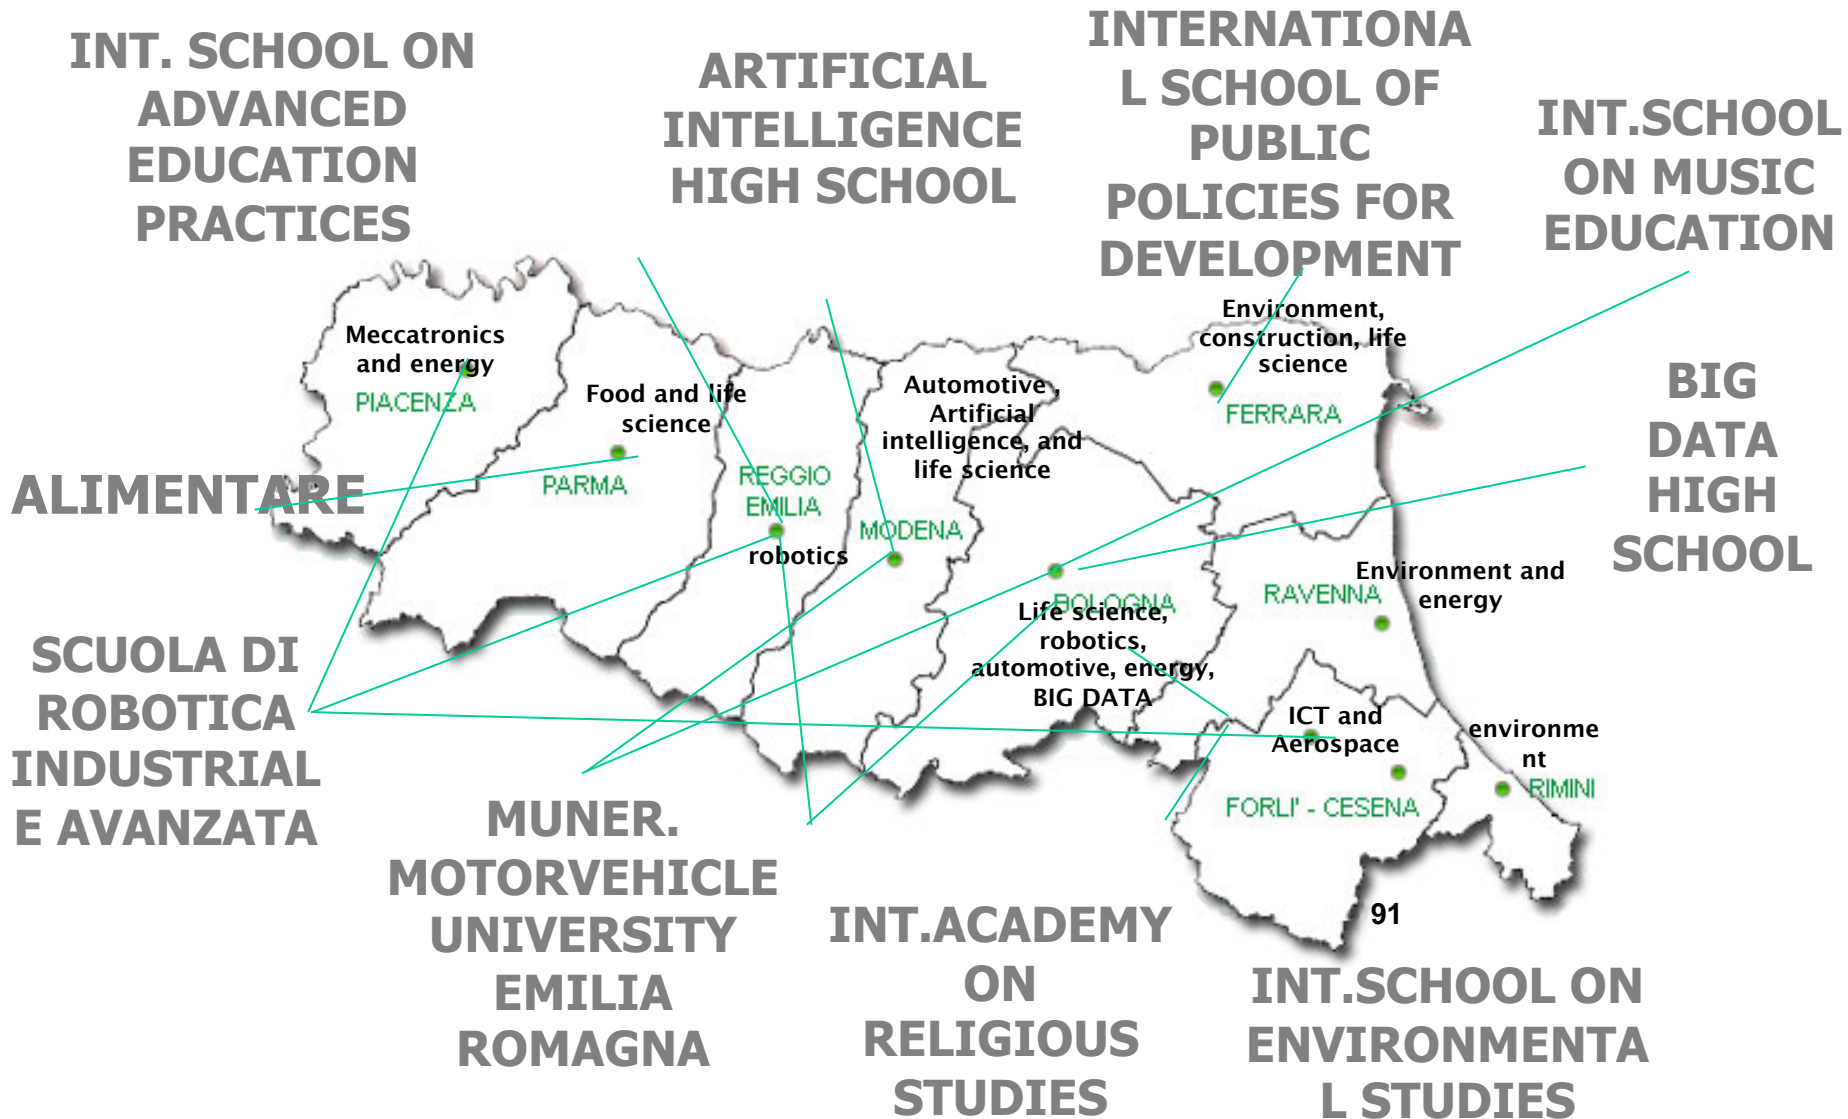 INT. SCHOOL ON
ADVANCED
EDUCATION
PRACTICES
ARTIFICIAL
INTELLIGENCE
HIGH SCHOOL
INTERNATIONA
L SCHOOL OF
PUBLIC
POLICIES FOR
DEVELOPMENT
INT.SCHOOL
ON MUSIC
EDUCATION
Meccatronics
and energy
PIACENZA
Food and life
science
PARMA
REGGIO
EMILIA
robotics
Automotive ,
Artificial
intelligence, and
life science
MODENA
Environment,
construction, life
science
FERRARA
BIG
DATA
HIGH
SCHOOL
ALIMENTARE
BOLOGNA
Life science,
robotics,
automotive, energy,
BIG DATA
RAVENNA
Environment and
energy
ICT and
Aerospace
FORLI' - CESENA
environme
nt
RIMINI
SCUOLA DI
ROBOTICA
INDUSTRIAL
E AVANZATA
MUNER.
MOTORVEHICLE
UNIVERSITY
EMILIA
ROMAGNA
INT.ACADEMY
ON
RELIGIOUS
STUDIES
91
INT.SCHOOL ON
ENVIRONMENTA
L STUDIES